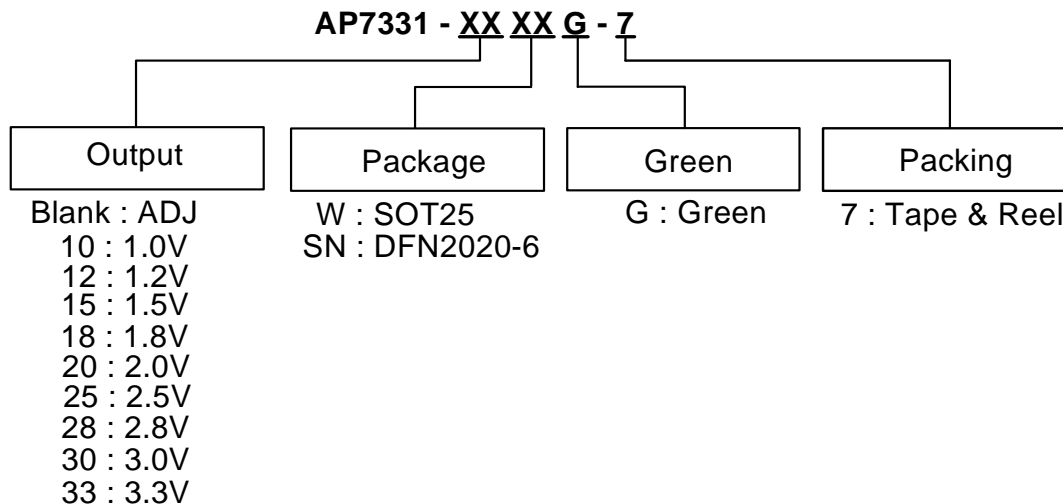 AP7331 - XX XX G - 7
Output
Package
Green
Packing
Blank : ADJ
10 : 1.0V
12 : 1.2V
15 : 1.5V
18 : 1.8V
20 : 2.0V
25 : 2.5V
28 : 2.8V
30 : 3.0V
33 : 3.3V
W : SOT25
SN : DFN2020-6
G : Green
7 : Tape & Reel